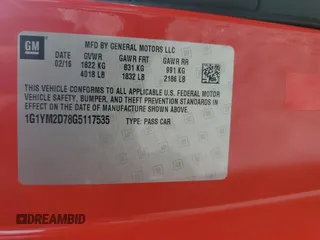 GM
MFD BY GENERAL MOTORS LLC
02/16 GVWR GAWR FRT GAWR RR
1822 KG 831 KG 991 KG
4018 LB 1832 LB 2186 LB
THIS VEHICLE CONFORMS TO ALL APPLICABLE U.S. FEDERAL MOTOR
VEHICLE SAFETY, BUMPER, AND THEFT PREVENTION STANDARDS
IN EFFECT ON THE DATE OF MANUFACTURE SHOWN ABOVE.
1G1YM2D78G5117535 TYPE: PASS CAR
DREAMBID